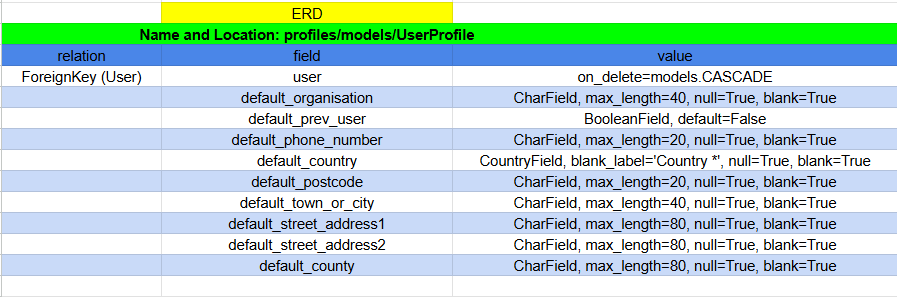 ERD
Name and Location: profiles/models/UserProfile
relation field value
ForeignKey (User) user on_delete=models.CASCADE
default_organisation CharField, max_length=40, null=True, blank=True
default_prev_user BooleanField, default=False
default_phone_number CharField, max_length=20, null=True, blank=True
default_country CountryField, blank_label='Country *', null=True, blank=True
default_postcode CharField, max_length=20, null=True, blank=True
default_town_or_city CharField, max_length=40, null=True, blank=True
default_street_address1 CharField, max_length=80, null=True, blank=True
default_street_address2 CharField, max_length=80, null=True, blank=True
default_county CharField, max_length=80, null=True, blank=True